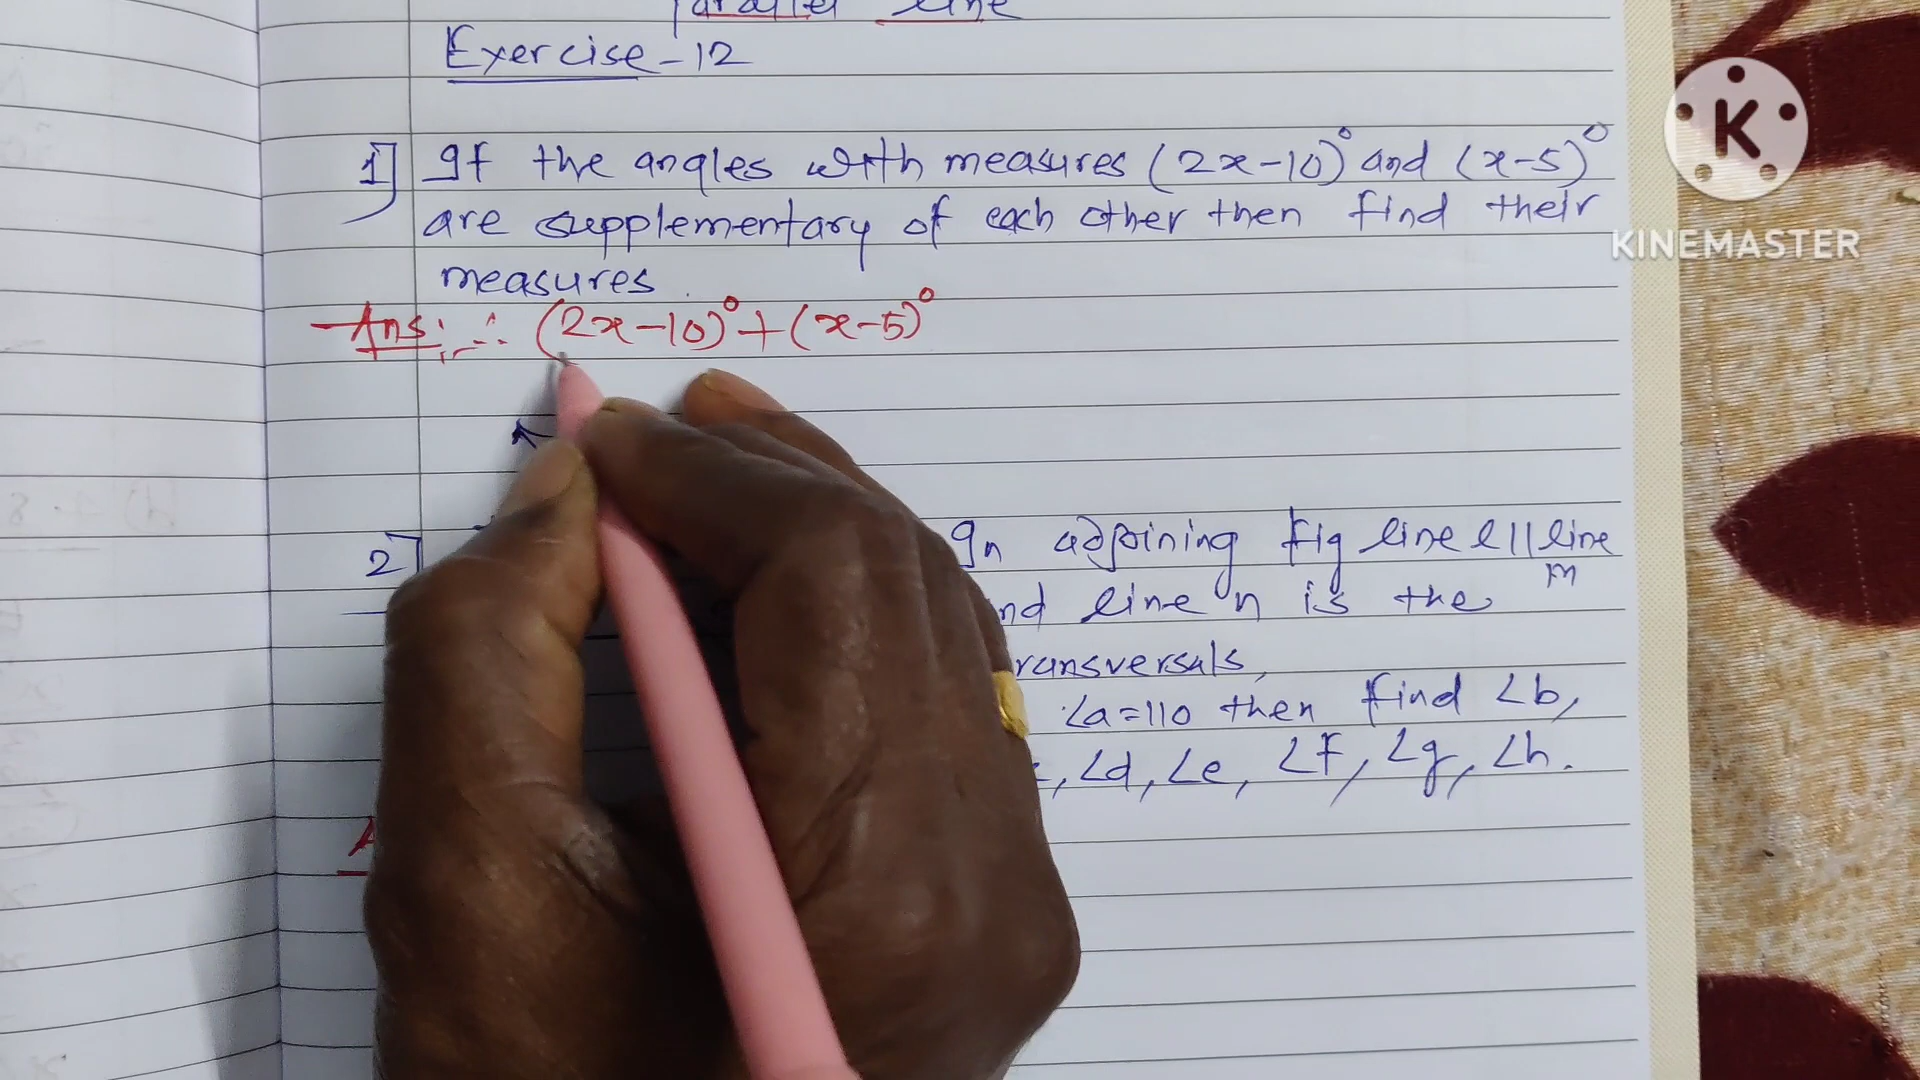 Parallel line
Exercise-12
1] If the angles with measures (2x-10)° and (x-5)°
are supplementary of each other then find their
measures.
Ans: ∴ (2x-10)°+(x-5)°
2] In adjoining fig line l||line
m
line n is the
∠a=110 then find ∠b,
, ∠d, ∠e, ∠f, ∠g, ∠h.
K
KINEMASTER